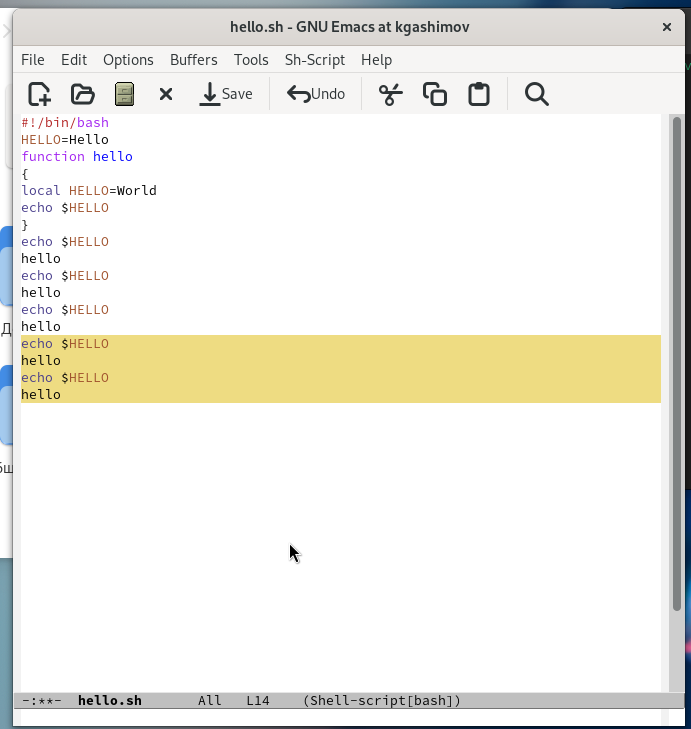 hello.sh - GNU Emacs at kgashimov
File Edit Options Buffers Tools Sh-Script Help
Save Undo
#!/bin/bash
HELLO=Hello
function hello
{
local HELLO=World
echo $HELLO
}
echo $HELLO
hello
echo $HELLO
hello
echo $HELLO
hello
echo $HELLO
hello
echo $HELLO
hello
-:**- hello.sh All L14 (Shell-script[bash])